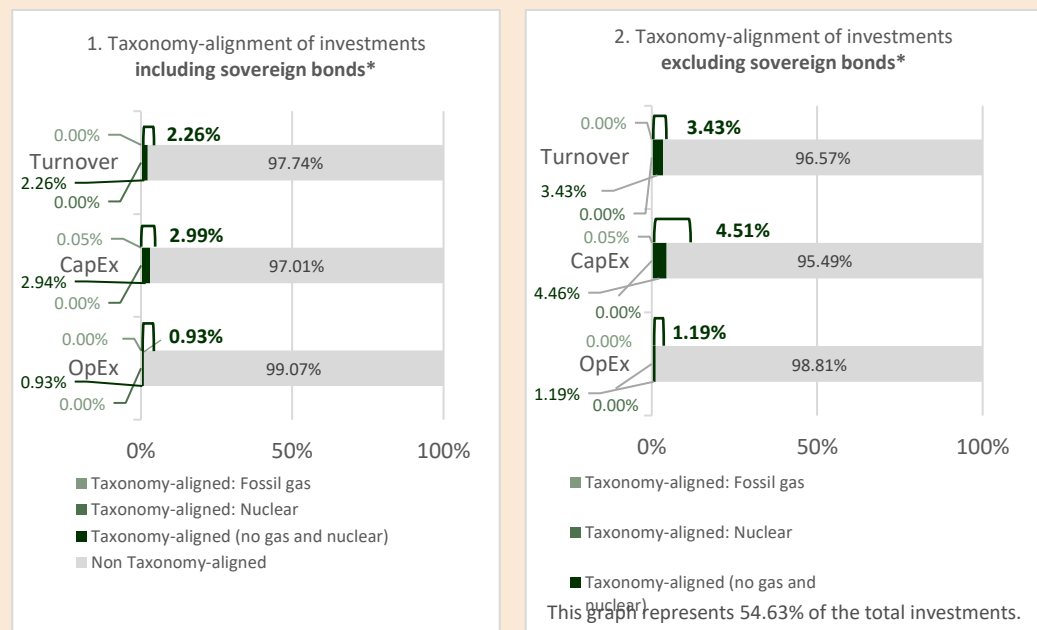 1. Taxonomy-alignment of investments
including sovereign bonds*
0.00%
2.26%
Turnover
97.74%
2.26%
0.00%
0.05%
2.99%
CapEx
97.01%
2.94%
0.00%
0.00%
0.93%
OpEx
99.07%
0.93%
0.00%
0%
50%
100%
Taxonomy-aligned: Fossil gas
Taxonomy-aligned: Nuclear
Taxonomy-aligned (no gas and nuclear)
Non Taxonomy-aligned
2. Taxonomy-alignment of investments
excluding sovereign bonds*
0.00%
3.43%
Turnover
96.57%
3.43%
0.00%
0.05%
4.51%
CapEx
95.49%
4.46%
0.00%
0.00%
1.19%
OpEx
98.81%
1.19%
0.00%
0%
50%
100%
Taxonomy-aligned: Fossil gas
Taxonomy-aligned: Nuclear
Taxonomy-aligned (no gas and
nuclear)
This graph represents 54.63% of the total investments.